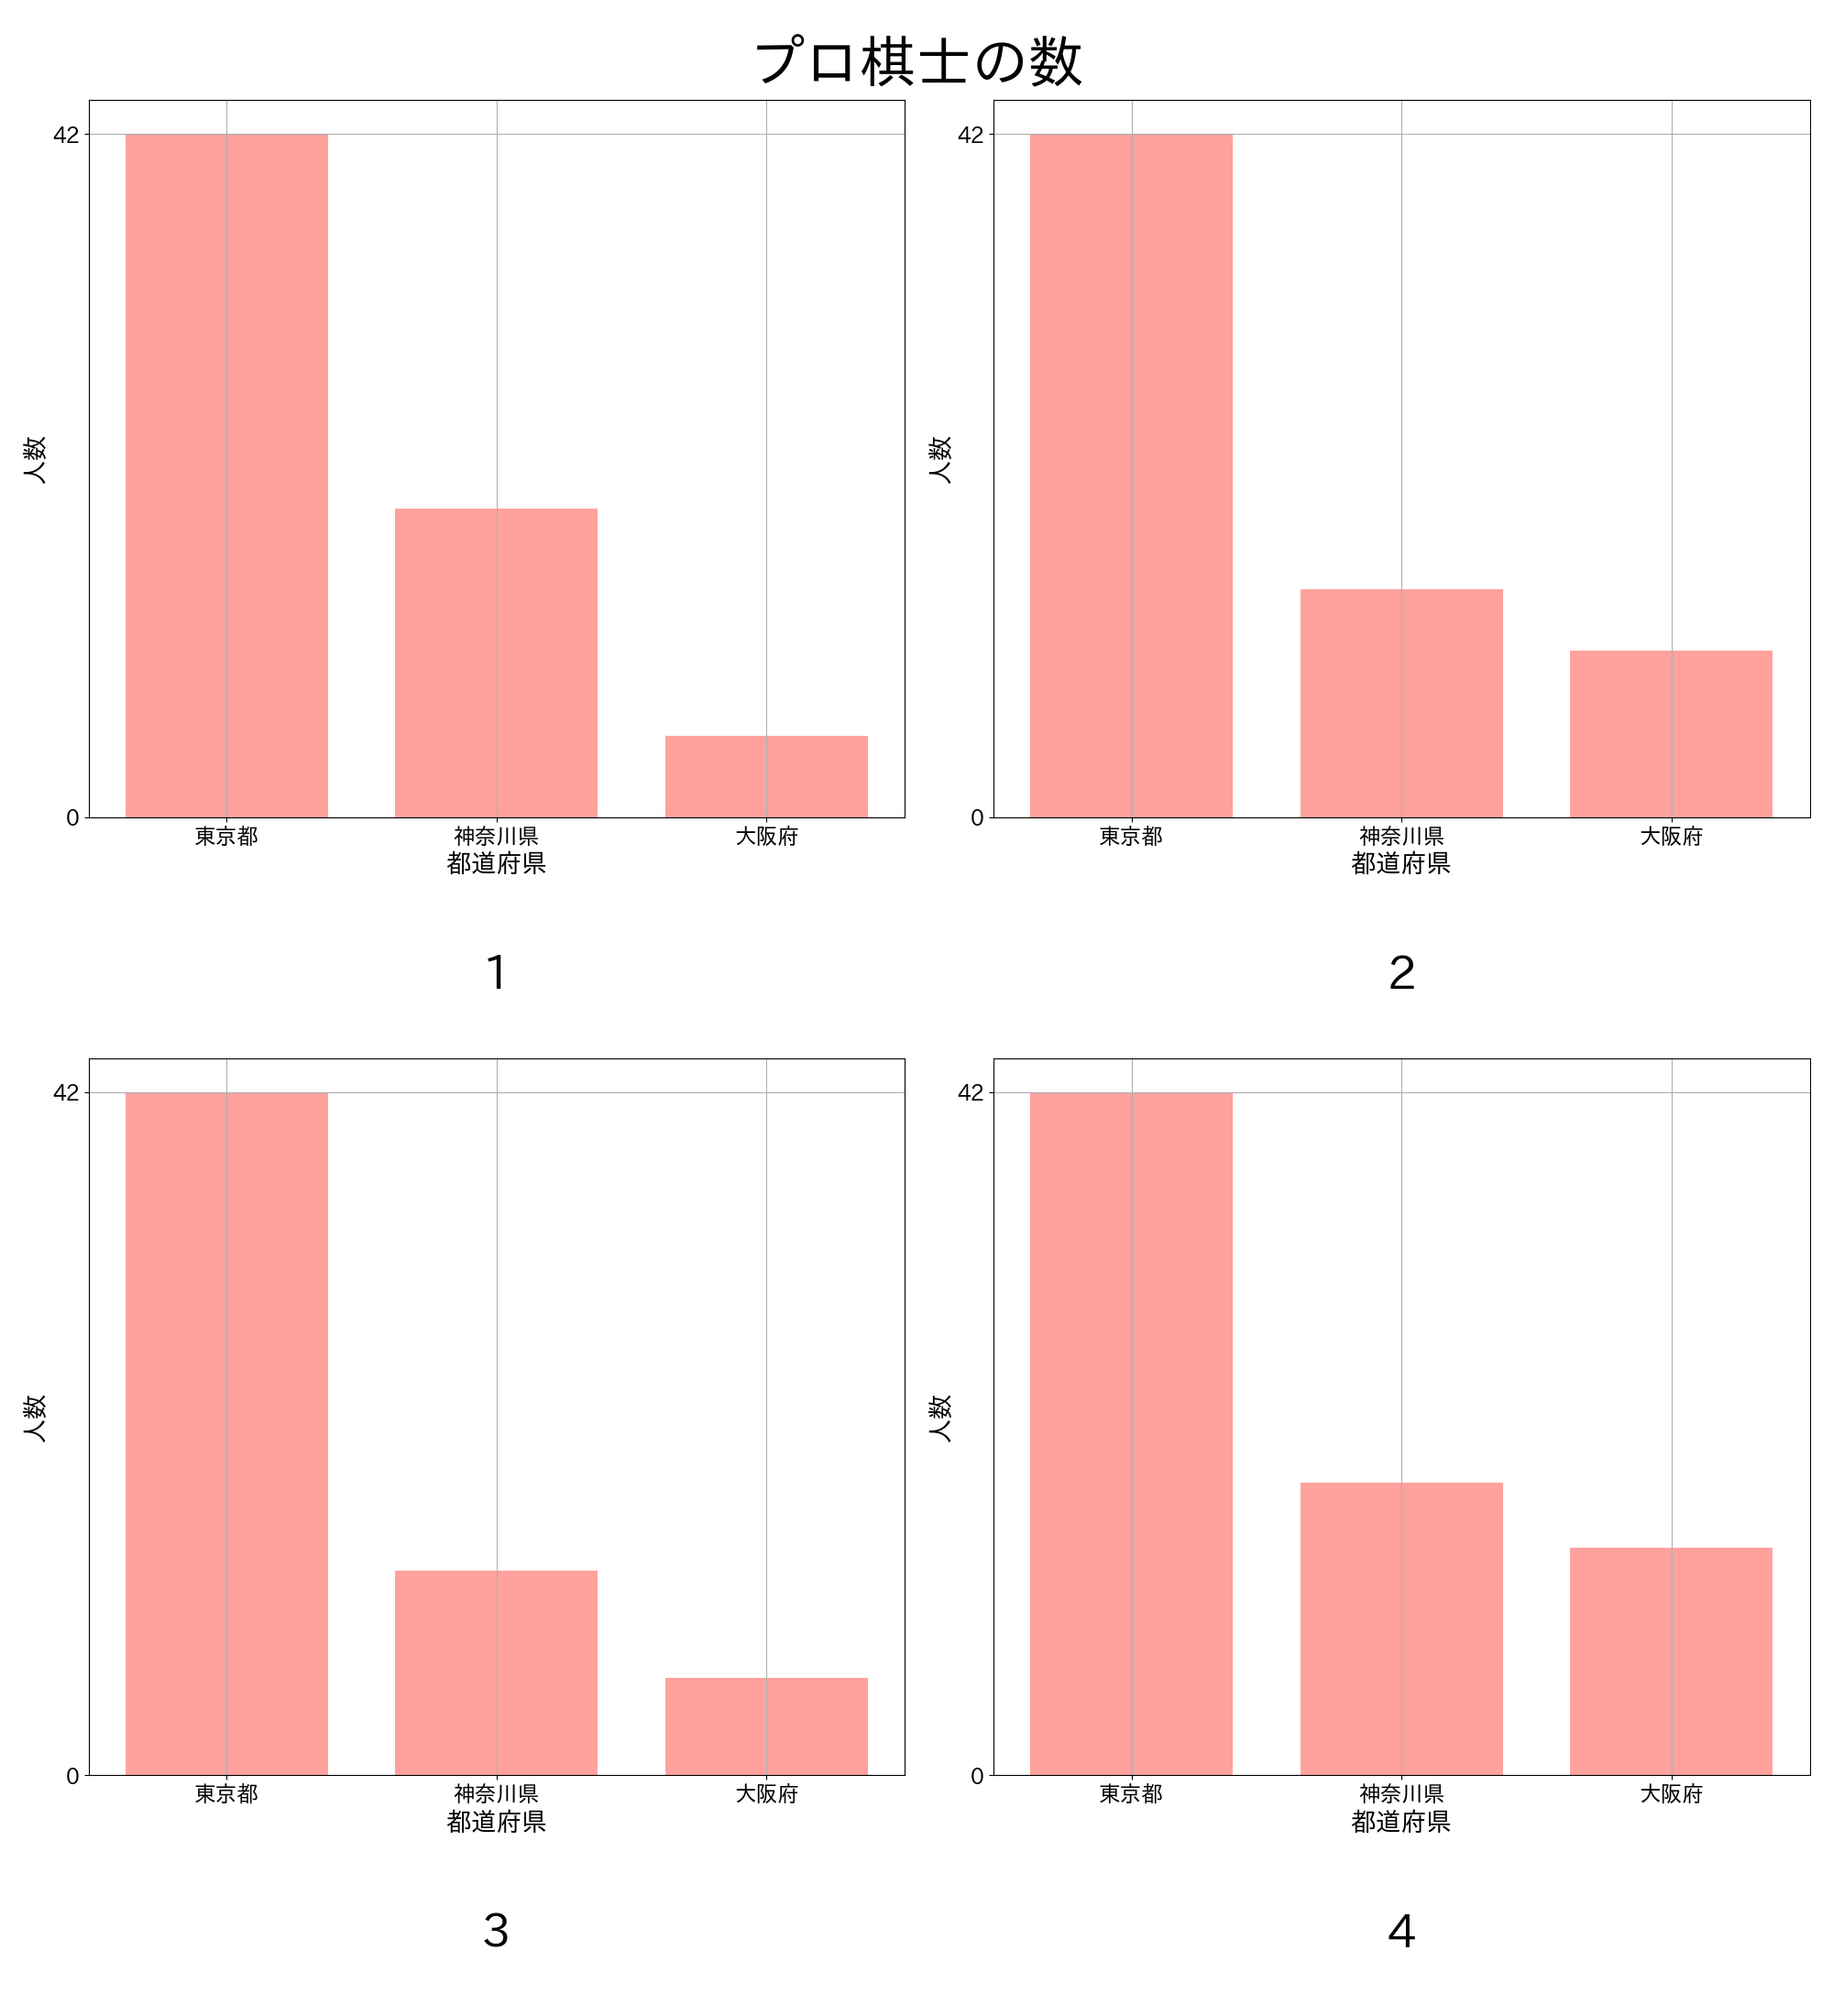 プロ棋士の数
42
0
人数
東京都 神奈川県 大阪府
都道府県
1
42
0
人数
東京都 神奈川県 大阪府
都道府県
2
42
0
人数
東京都 神奈川県 大阪府
都道府県
3
42
0
人数
東京都 神奈川県 大阪府
都道府県
4